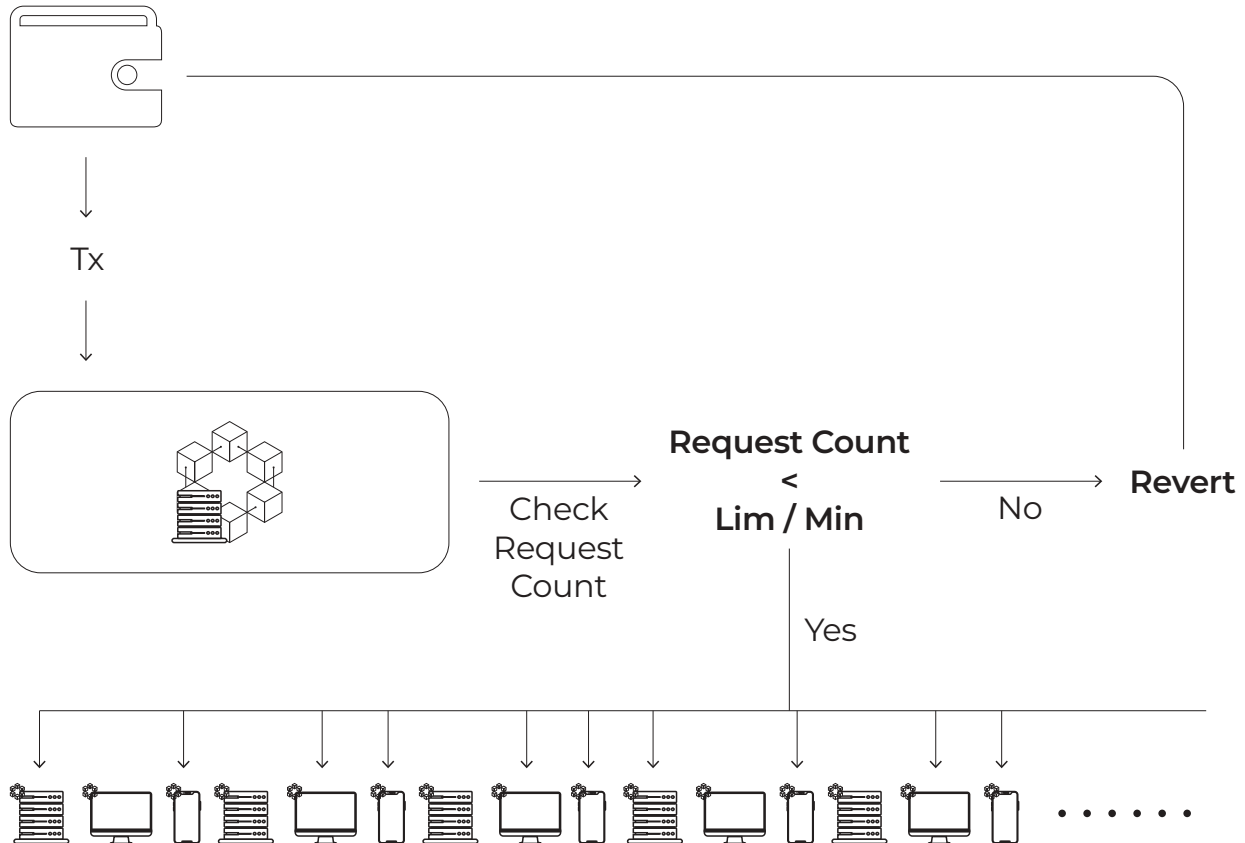 Tx
Check
Request
Count
Request Count
<
Lim / Min
No
Revert
Yes